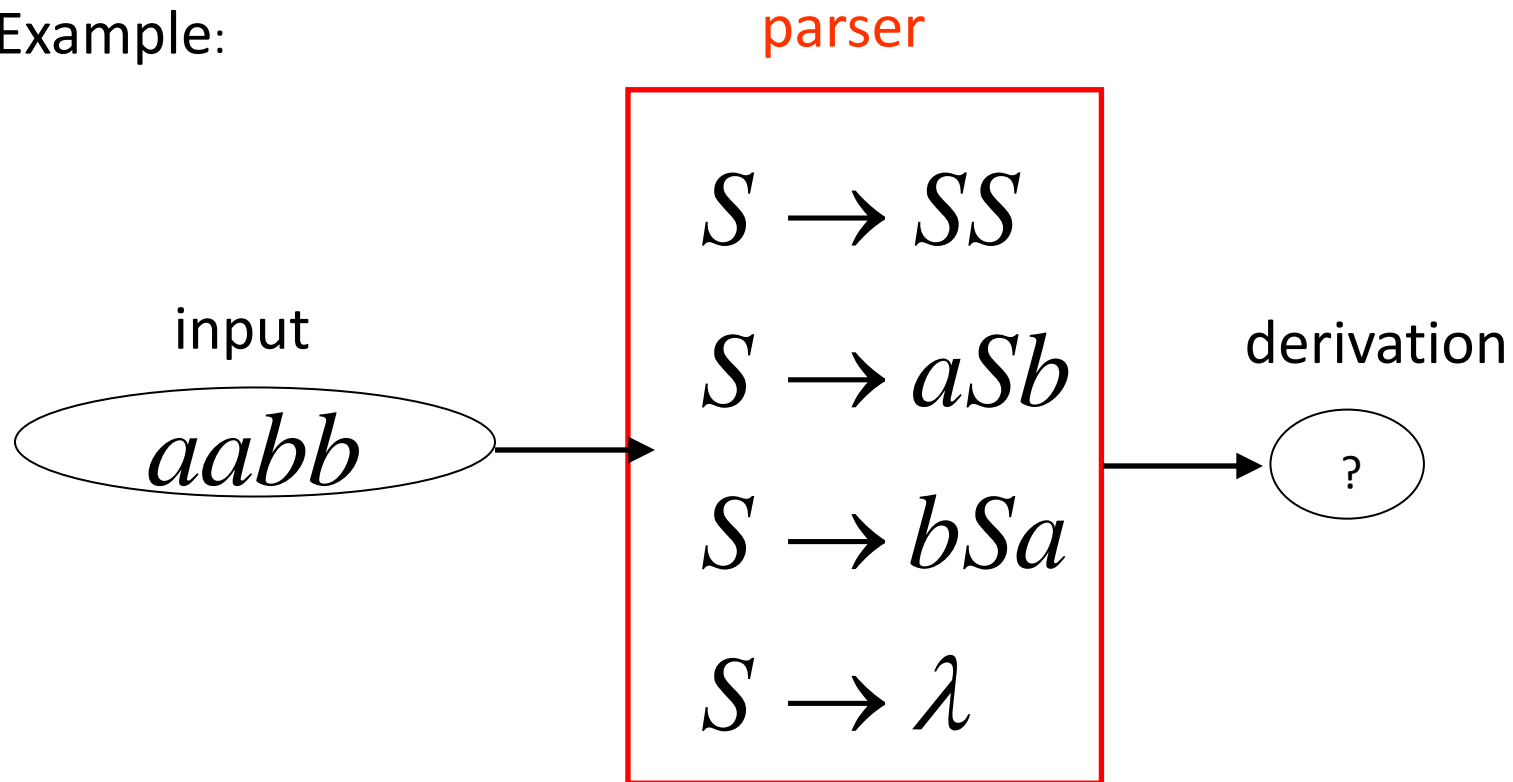 Example:
parser
S → SS
input
derivation
S → aSb
aabb
?
S → bSa
S → λ